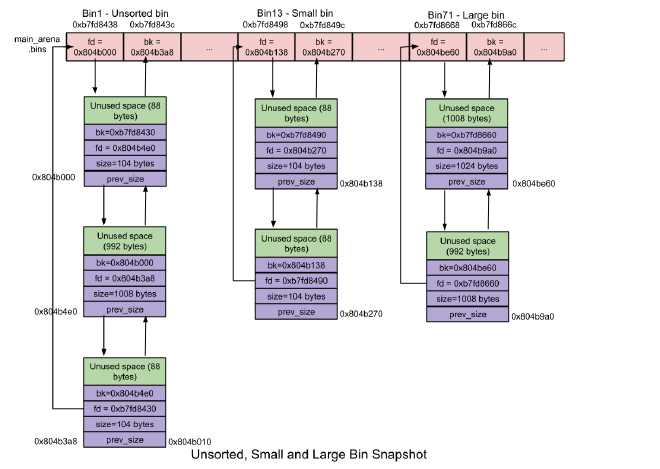 Bin1 - Unsorted bin
0xb7fd8438 0xb7fd843c
Bin13 - Small bin
0xb7fd8498 0xb7fd849c
Bin71 - Large bin
0xb7fd8668 0xb7fd866c
main_arena
.bins
fd =
0x804b000
bk =
0x804b3a8
...
fd =
0x804b138
bk =
0x804b270
...
fd =
0x804be60
bk =
0x804b9a0
...
Unused space (88
bytes)
bk=0xb7fd8430
fd = 0x804b4e0
size=104 bytes
prev_size
0x804b000
Unused space
(992 bytes)
bk=0x804b000
fd = 0x804b3a8
size=1008 bytes
prev_size
0x804b4e0
Unused space (88
bytes)
bk=0x804b4e0
fd = 0xb7fd8430
size=104 bytes
prev_size
0x804b3a8
0x804b010
Unused space (88
bytes)
bk=0xb7fd8490
fd = 0x804b270
size=104 bytes
prev_size
0x804b138
Unused space (88
bytes)
bk=0x804b138
fd = 0xb7fd8490
size=104 bytes
prev_size
0x804b270
Unused space
(1008 bytes)
bk=0xb7fd8660
fd = 0x804b9a0
size=1024 bytes
prev_size
0x804be60
Unused space
(992 bytes)
bk=0x804be60
fd = 0xb7fd8660
size=1008 bytes
prev_size
0x804b9a0
Unsorted, Small and Large Bin Snapshot